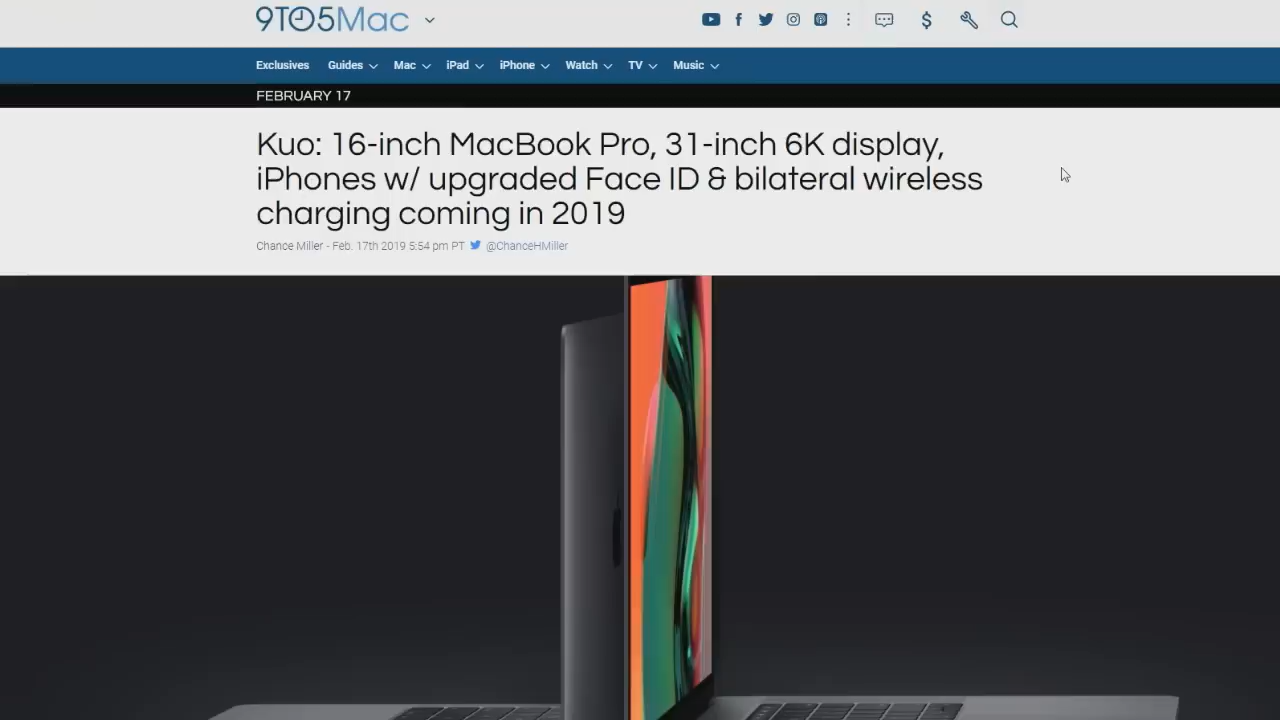 9TO5Mac
Exclusives Guides Mac iPad iPhone Watch TV Music
FEBRUARY 17
Kuo: 16-inch MacBook Pro, 31-inch 6K display,
iPhones w/ upgraded Face ID & bilateral wireless
charging coming in 2019
Chance Miller - Feb. 17th 2019 5:54 pm PT @ChanceHMiller